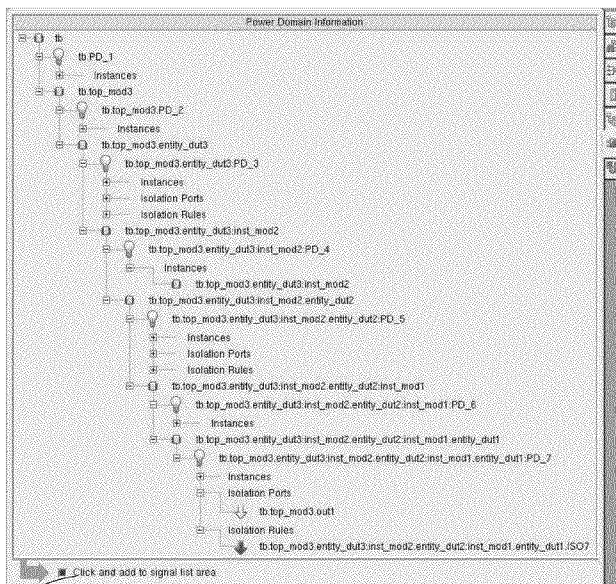 Power Domain Information
tb
tb.PD_1
Instances
tb.top_mod3
tb.top_mod3.PD_2
Instances
tb.top_mod3.entity_dut3
tb.top_mod3.entity_dut3.PD_3
Instances
Isolation Ports
Isolation Rules
tb.top_mod3.entity_dut3:inst_mod2
tb.top_mod3.entity_dut3:inst_mod2.PD_4
Instances
tb.top_mod3.entity_dut3:inst_mod2
tb.top_mod3.entity_dut3:inst_mod2.entity_dut2
tb.top_mod3.entity_dut3:inst_mod2.entity_dut2.PD_5
Instances
Isolation Ports
Isolation Rules
tb.top_mod3.entity_dut3:inst_mod2.entity_dut2:inst_mod1
tb.top_mod3.entity_dut3:inst_mod2.entity_dut2:inst_mod1.PD_6
Instances
tb.top_mod3.entity_dut3:inst_mod2.entity_dut2:inst_mod1.entity_dut1
tb.top_mod3.entity_dut3:inst_mod2.entity_dut2:inst_mod1.entity_dut1.PD_7
Instances
Isolation Ports
tb.top_mod3.out1
Isolation Rules
tb.top_mod3.entity_dut3:inst_mod2.entity_dut2:inst_mod1.entity_dut1.ISO7
Click and add to signal list area